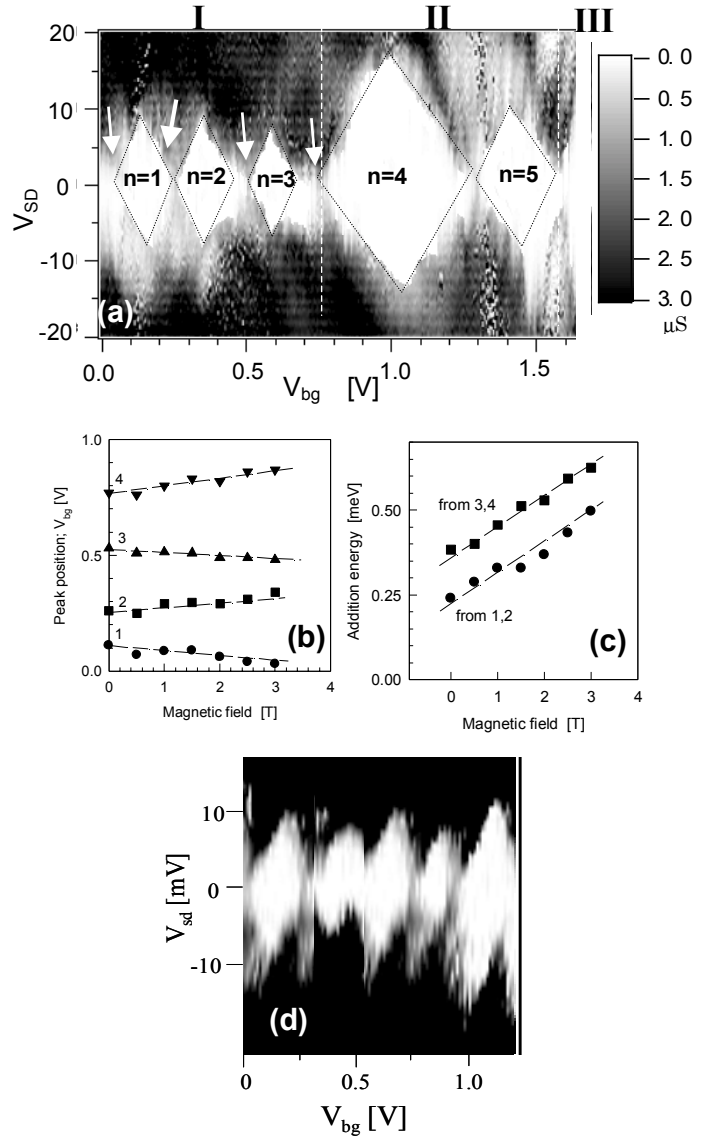 I II III
20
10
0
-10
-20
V_SD
n=1 n=2 n=3 n=4 n=5
(a)
0.0 0.5 1.0 1.5
V_bg [V]
0. 0
0. 5
1. 0
1. 5
2. 0
2. 5
3. 0
μS
1.0
0.5
0.0
Peak position; V_bg [V]
4
3
2
1
(b)
0 1 2 3 4
Magnetic field [T]
0.50
0.25
0.00
Addition energy [meV]
from 3,4
from 1,2
(c)
0 1 2 3 4
Magnetic field [T]
10
0
-10
V_sd [mV]
(d)
0 0.5 1.0
V_bg [V]